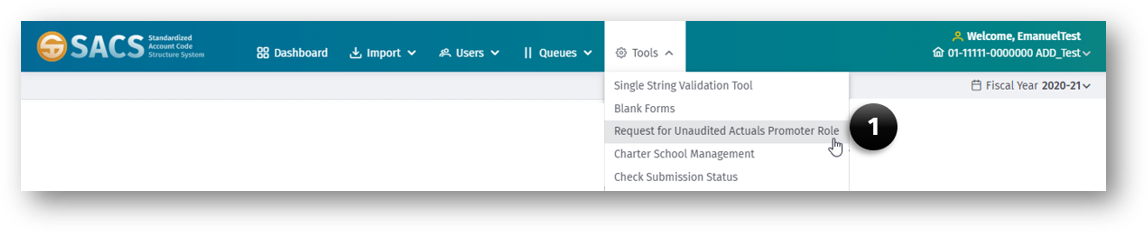 SACS Standardized
Account Code
Structure System
Dashboard Import Users Queues Tools
Welcome, EmanuelTest
01-11111-0000000 ADD_Test
Fiscal Year 2020-21
Single String Validation Tool
Blank Forms
Request for Unaudited Actuals Promoter Role
1
Charter School Management
Check Submission Status